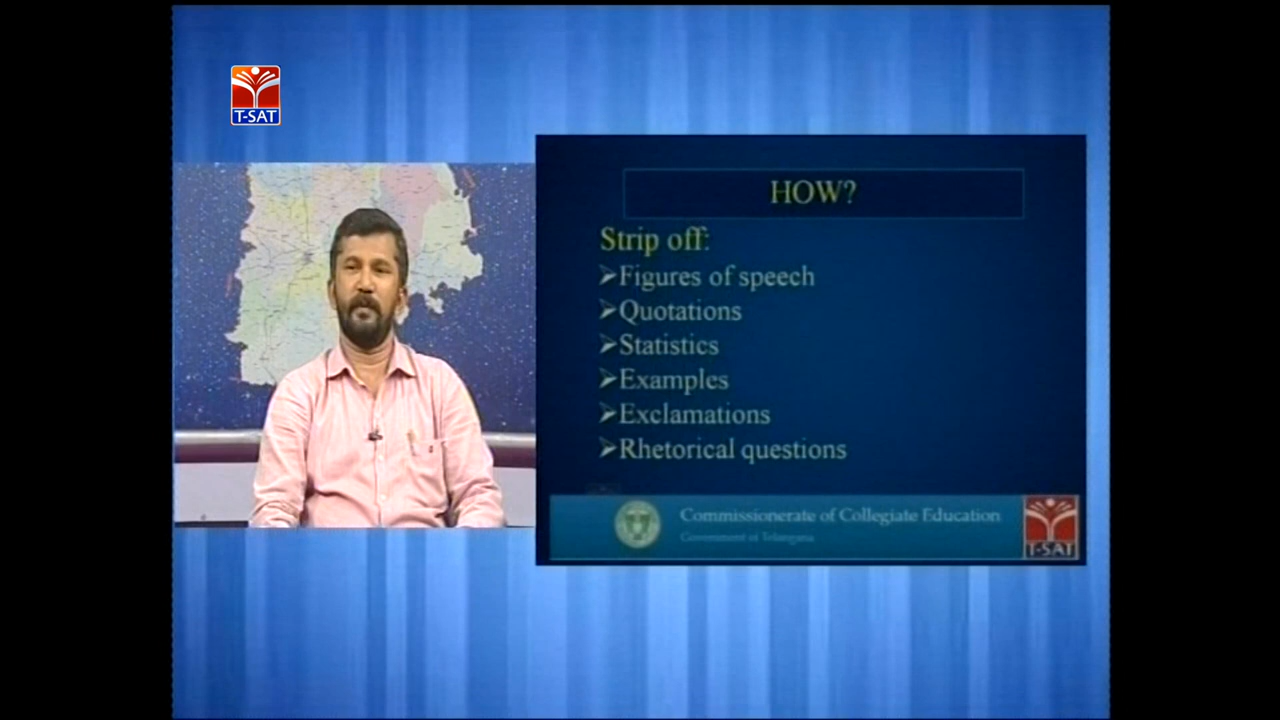 T-SAT
HOW?
Strip off:
➢Figures of speech
➢Quotations
➢Statistics
➢Examples
➢Exclamations
➢Rhetorical questions
Commissionerate of Collegiate Education
Government of Telangana
T-SAT